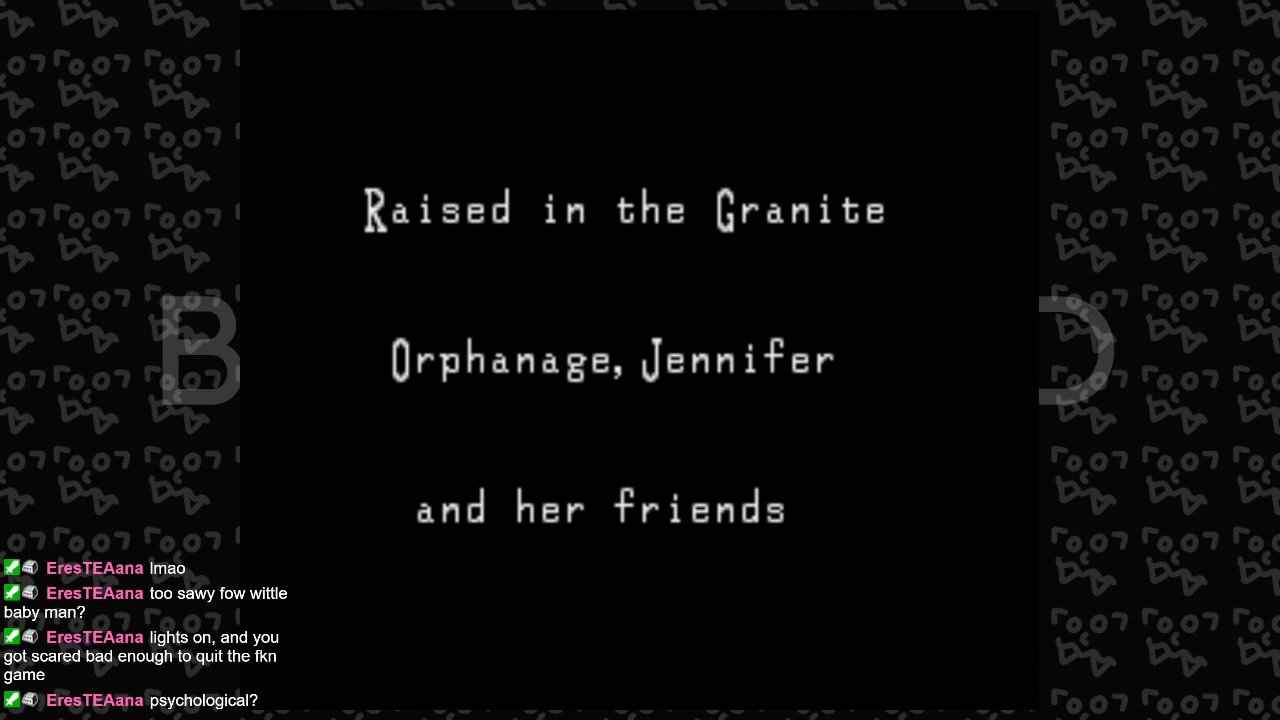 Raised in the Granite
Orphanage, Jennifer
and her friends
EresTEAana lmao
EresTEAana too sawy fow wittle
baby man?
EresTEAana lights on, and you
got scared bad enough to quit the fkn
game
EresTEAana psychological?